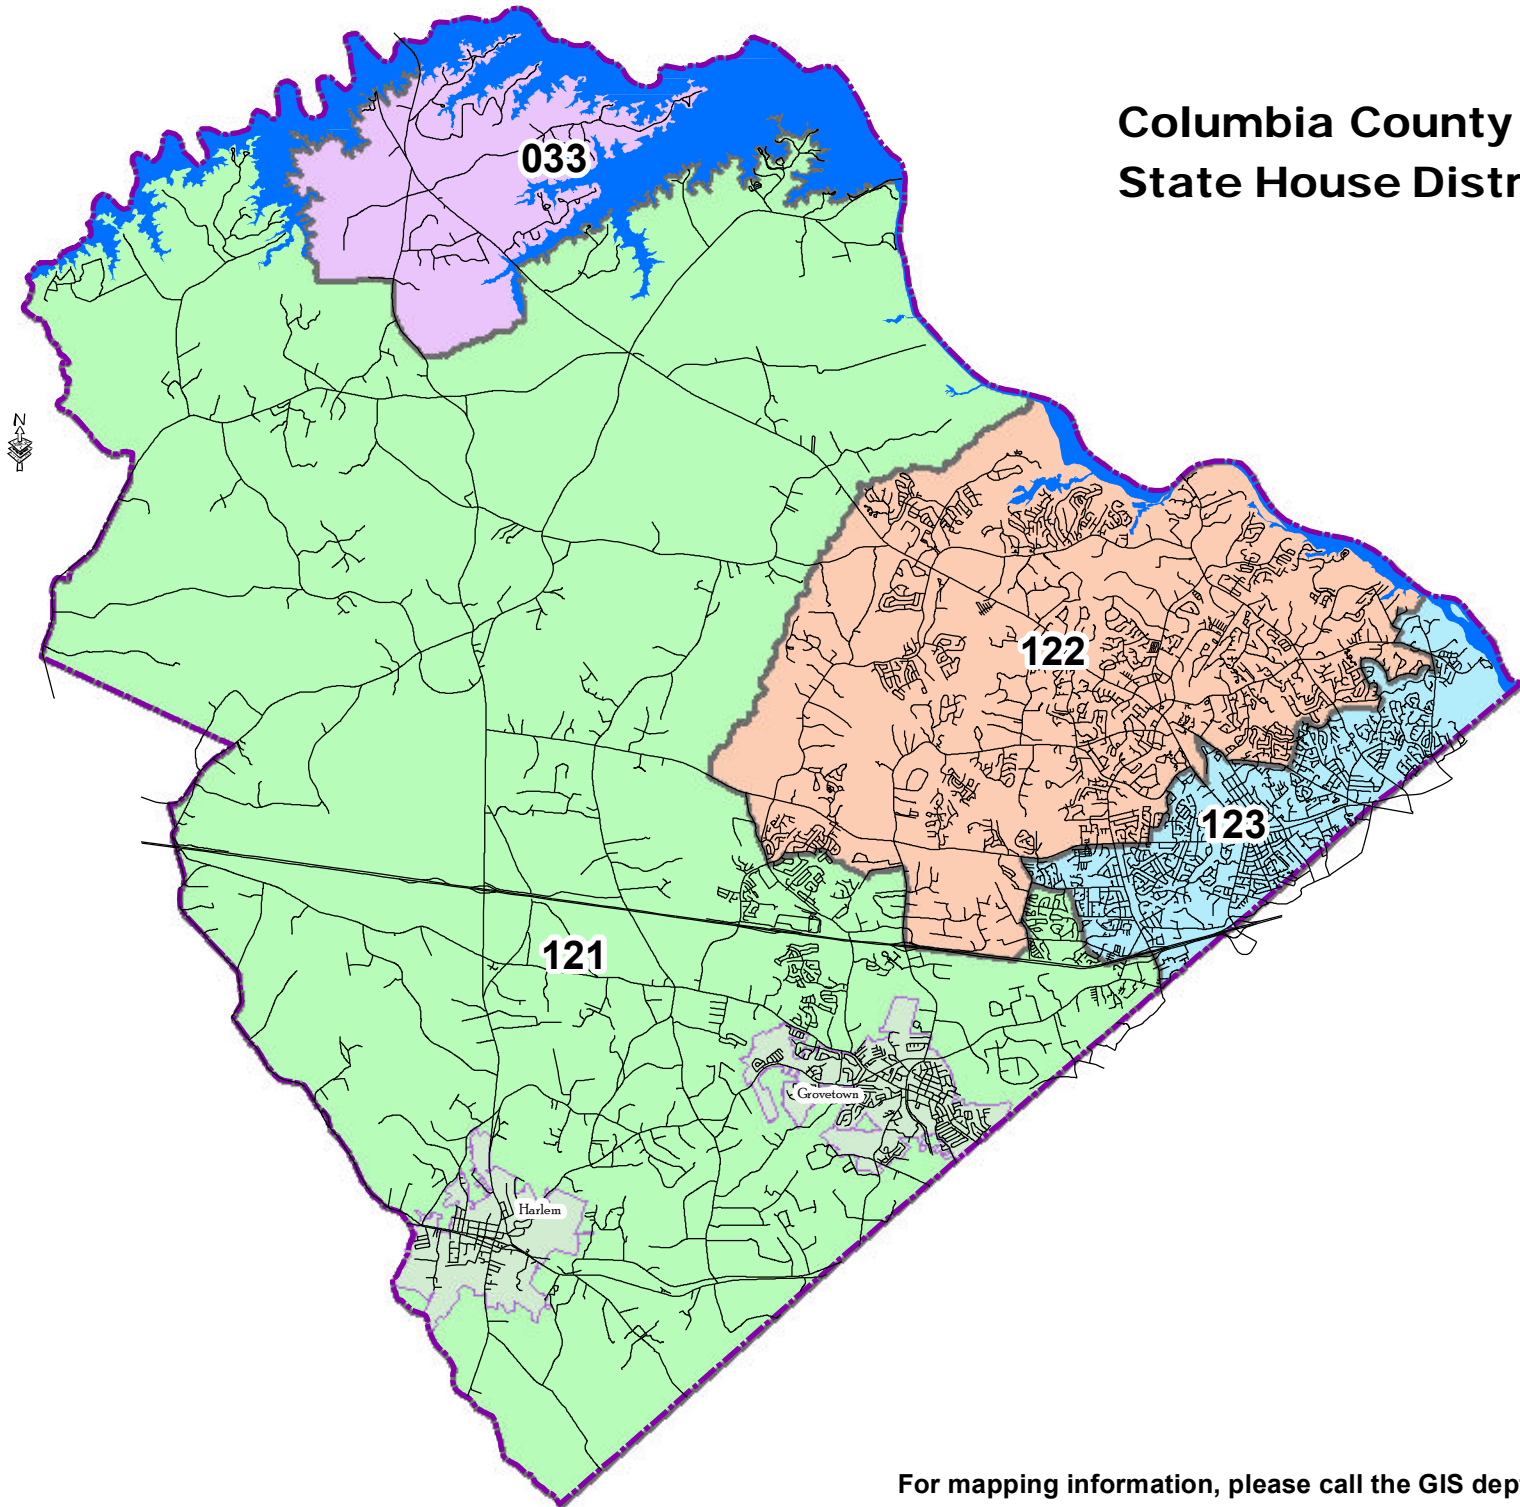 Columbia County
State House Distr
033
N
122
123
121
Grovetown
Harlem
For mapping information, please call the GIS dep